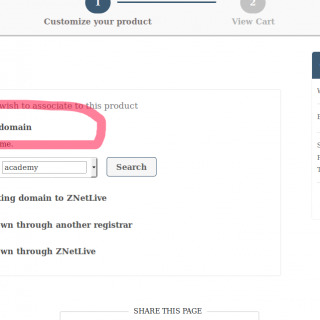 1
2
Customize your product
View Cart
wish to associate to this product
domain
me.
academy
Search
ting domain to ZNetLive
wn through another registrar
wn through ZNetLive
SHARE THIS PAGE